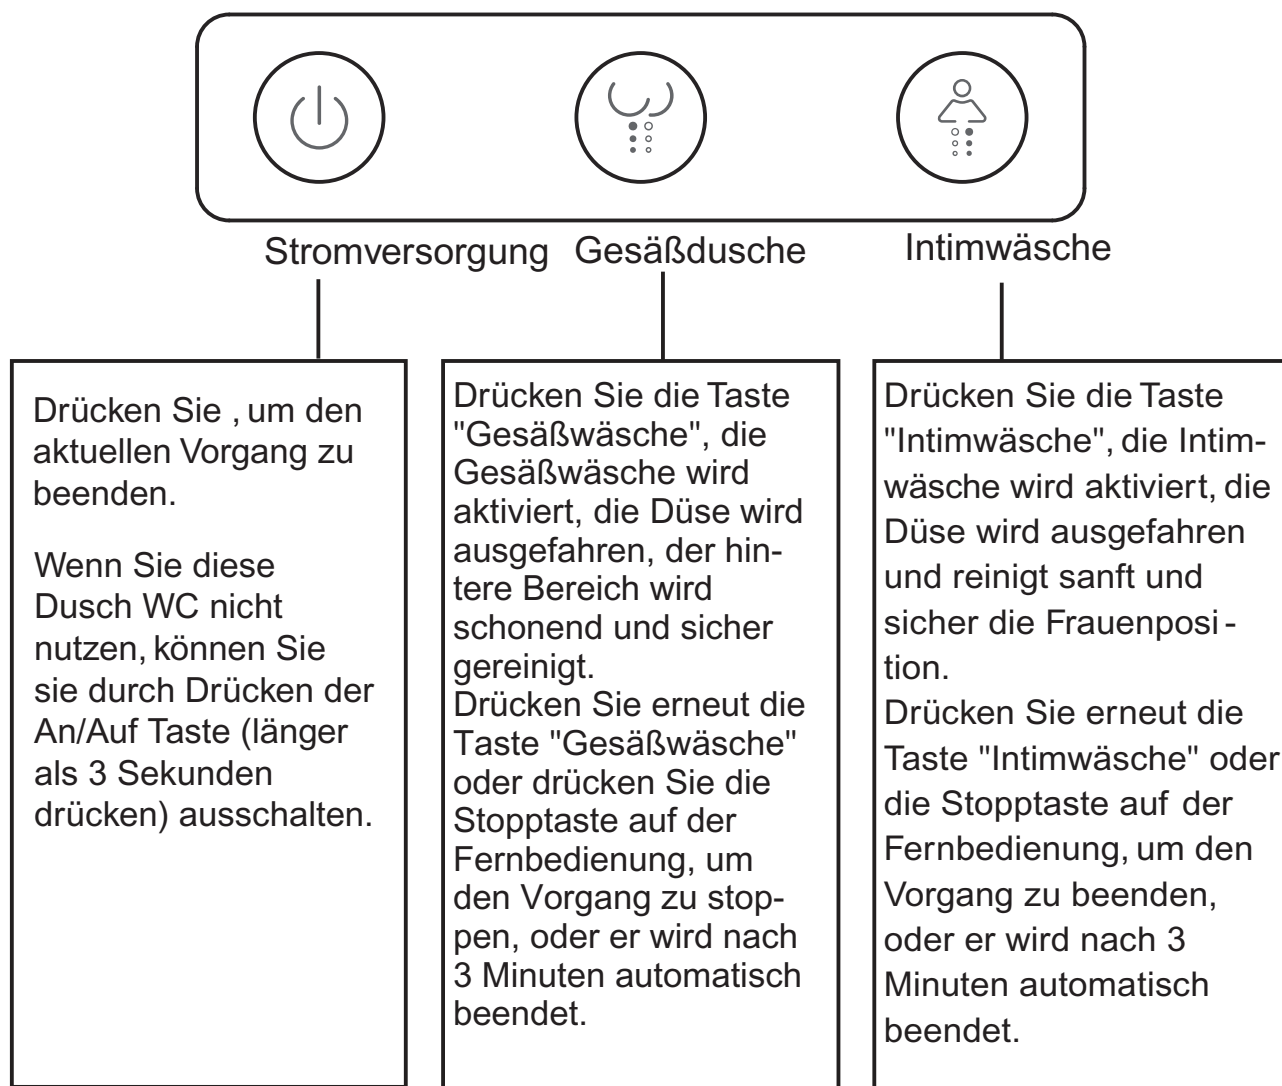 Stromversorgung
Gesäßdusche
Intimwäsche
Drücken Sie , um den
aktuellen Vorgang zu
beenden.
Wenn Sie diese
Dusch WC nicht
nutzen, können Sie
sie durch Drücken der
An/Auf Taste (länger
als 3 Sekunden
drücken) ausschalten.
Drücken Sie die Taste
"Gesäßwäsche", die
Gesäßwäsche wird
aktiviert, die Düse wird
ausgefahren, der hin-
tere Bereich wird
schonend und sicher
gereinigt.
Drücken Sie erneut die
Taste "Gesäßwäsche"
oder drücken Sie die
Stopptaste auf der
Fernbedienung, um
den Vorgang zu stop-
pen, oder er wird nach
3 Minuten automatisch
beendet.
Drücken Sie die Taste
"Intimwäsche", die Intim-
wäsche wird aktiviert, die
Düse wird ausgefahren
und reinigt sanft und
sicher die Frauenposi -
tion.
Drücken Sie erneut die
Taste "Intimwäsche" oder
die Stopptaste auf der
Fernbedienung, um den
Vorgang zu beenden,
oder er wird nach 3
Minuten automatisch
beendet.